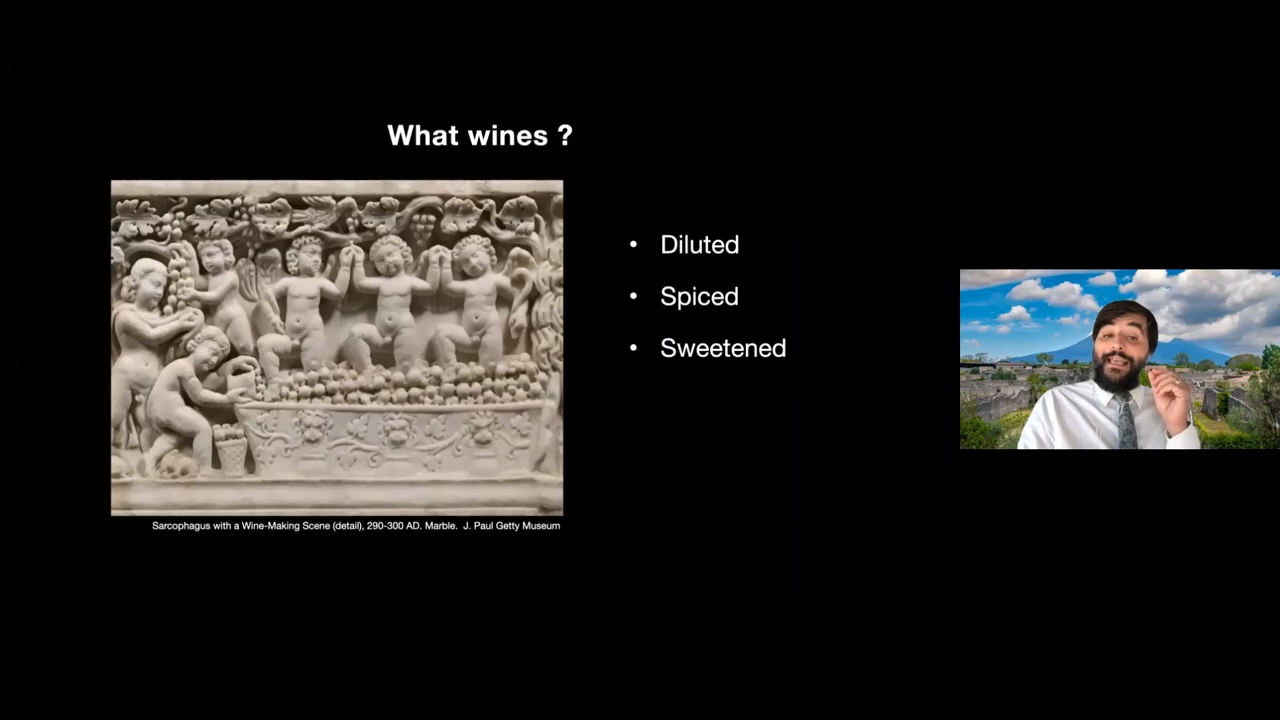 What wines ?
• Diluted
• Spiced
• Sweetened
Sarcophagus with a Wine-Making Scene (detail), 290-300 AD. Marble. J. Paul Getty Museum